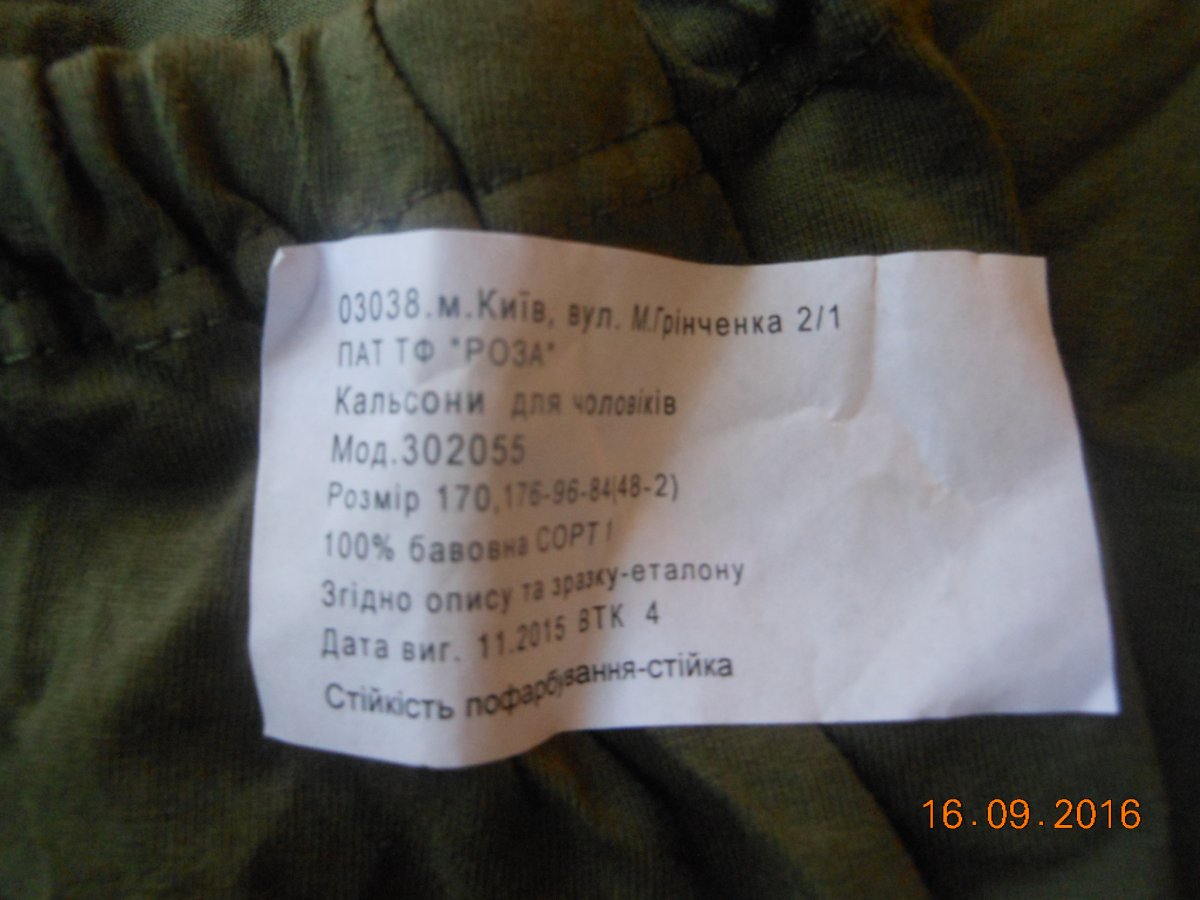 03038.м.Київ, вул. М.Грінченка 2/1
ПАТ ТФ "РОЗА"
Кальсони для чоловіків
Мод.302055
Розмір 170,176-96-84(48-2)
100% бавовна СОРТ 1
Згідно опису та зразку-еталону
Дата виг. 11.2015 ВТК 4
Стійкість пофарбування-стійка
16.09.2016